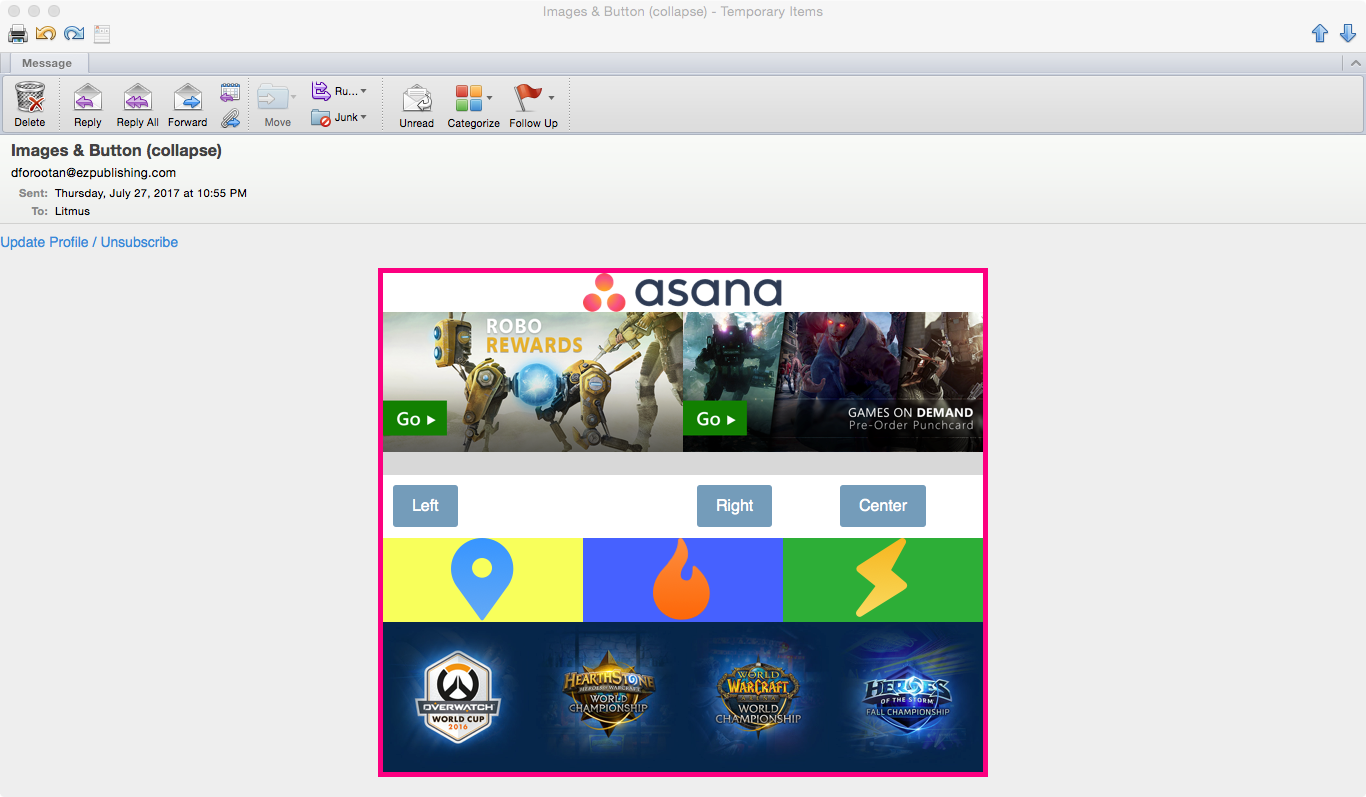 Images & Button (collapse) - Temporary Items
Message
Delete
Reply
Reply All
Forward
Move
Ru...
Junk
Unread
Categorize
Follow Up
Images & Button (collapse)
dforootan@ezpublishing.com
Sent: Thursday, July 27, 2017 at 10:55 PM
To: Litmus
Update Profile / Unsubscribe
asana
ROBO
REWARDS
Go
Go
GAMES ON DEMAND
Pre-Order Punchcard
Left
Right
Center
OVERWATCH
WORLD CUP
2016
HEARTHSTONE
HEROES OF WARCRAFT
WORLD
CHAMPIONSHIP
WORLD
WARCRAFT
WORLD
CHAMPIONSHIP
HEROES
OF THE STORM
FALL CHAMPIONSHIP